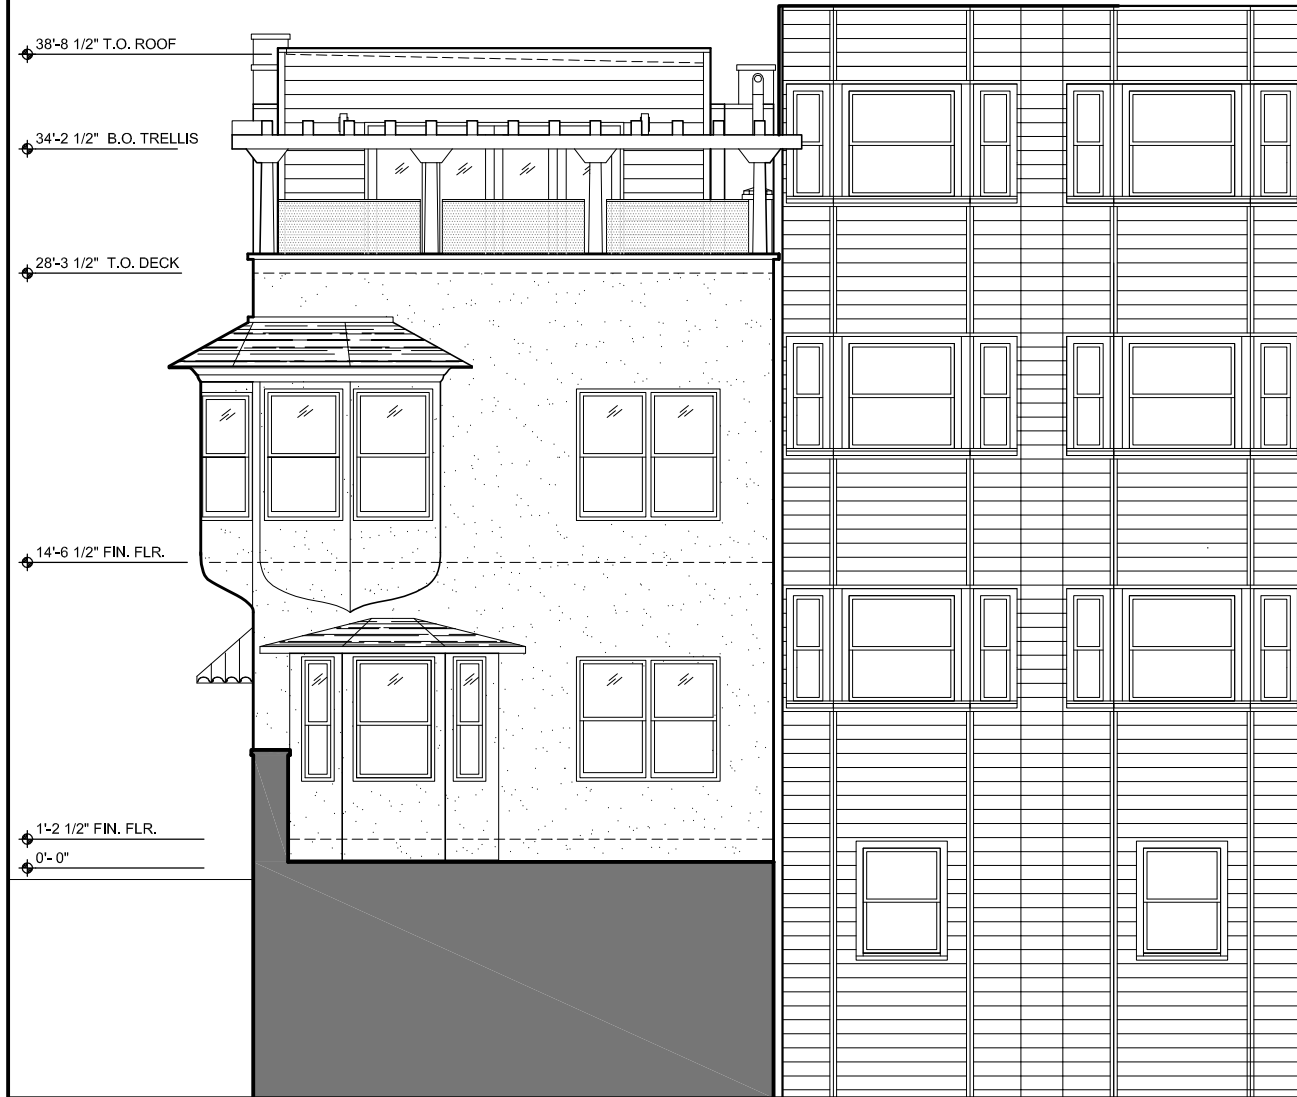 38'-8 1/2" T.O. ROOF
34'-2 1/2" B.O. TRELLIS
28'-3 1/2" T.O. DECK
14'-6 1/2" FIN. FLR.
1'-2 1/2" FIN. FLR.
0'- 0"